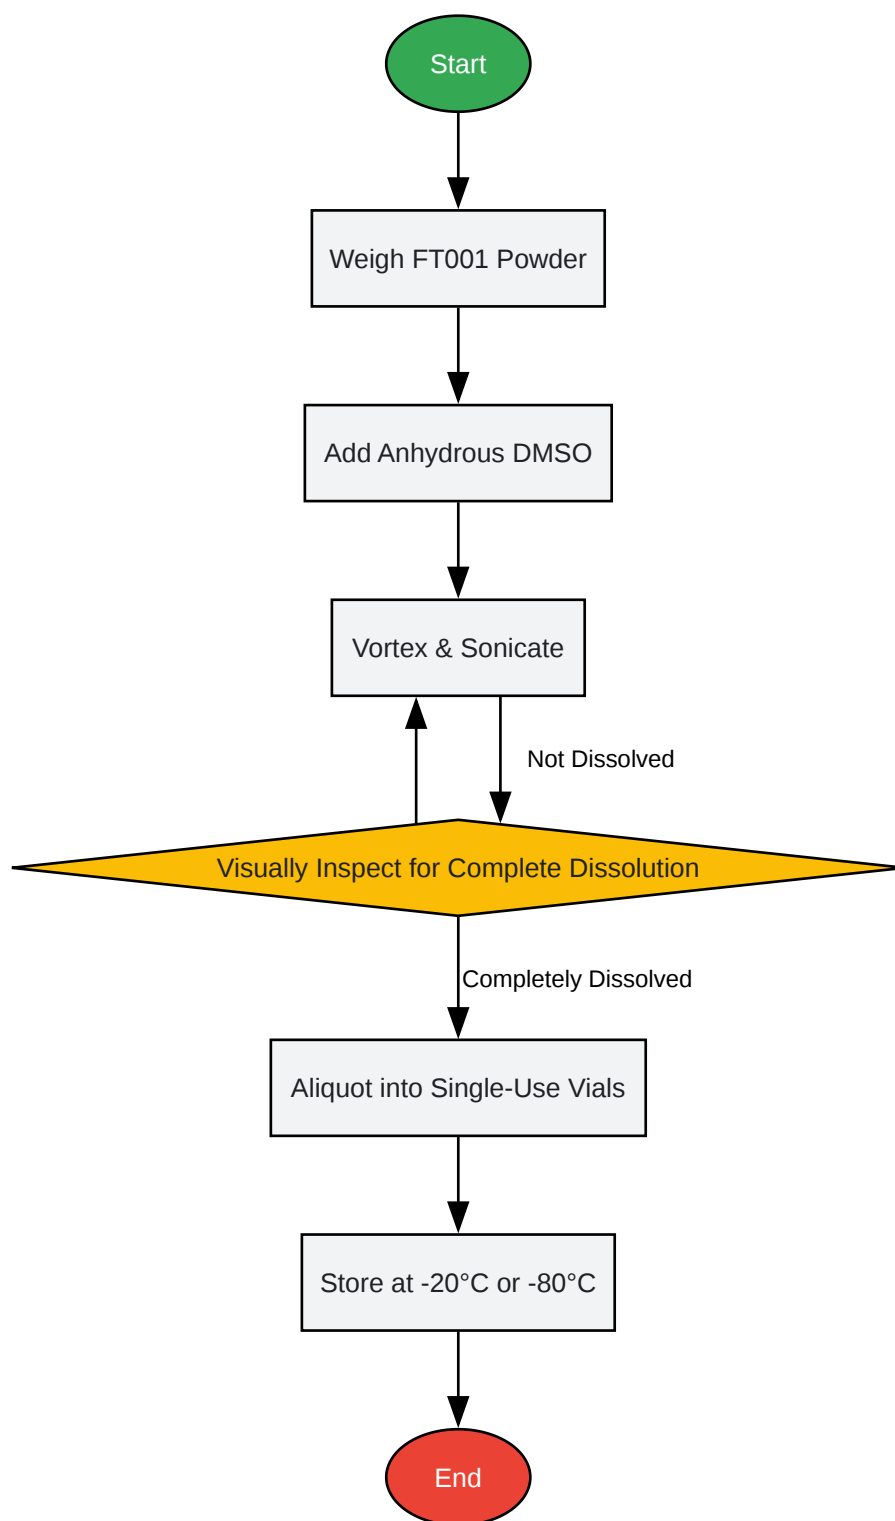 Start
Weigh FT001 Powder
Add Anhydrous DMSO
Vortex & Sonicate
Not Dissolved
Visually Inspect for Complete Dissolution
Completely Dissolved
Aliquot into Single-Use Vials
Store at -20°C or -80°C
End